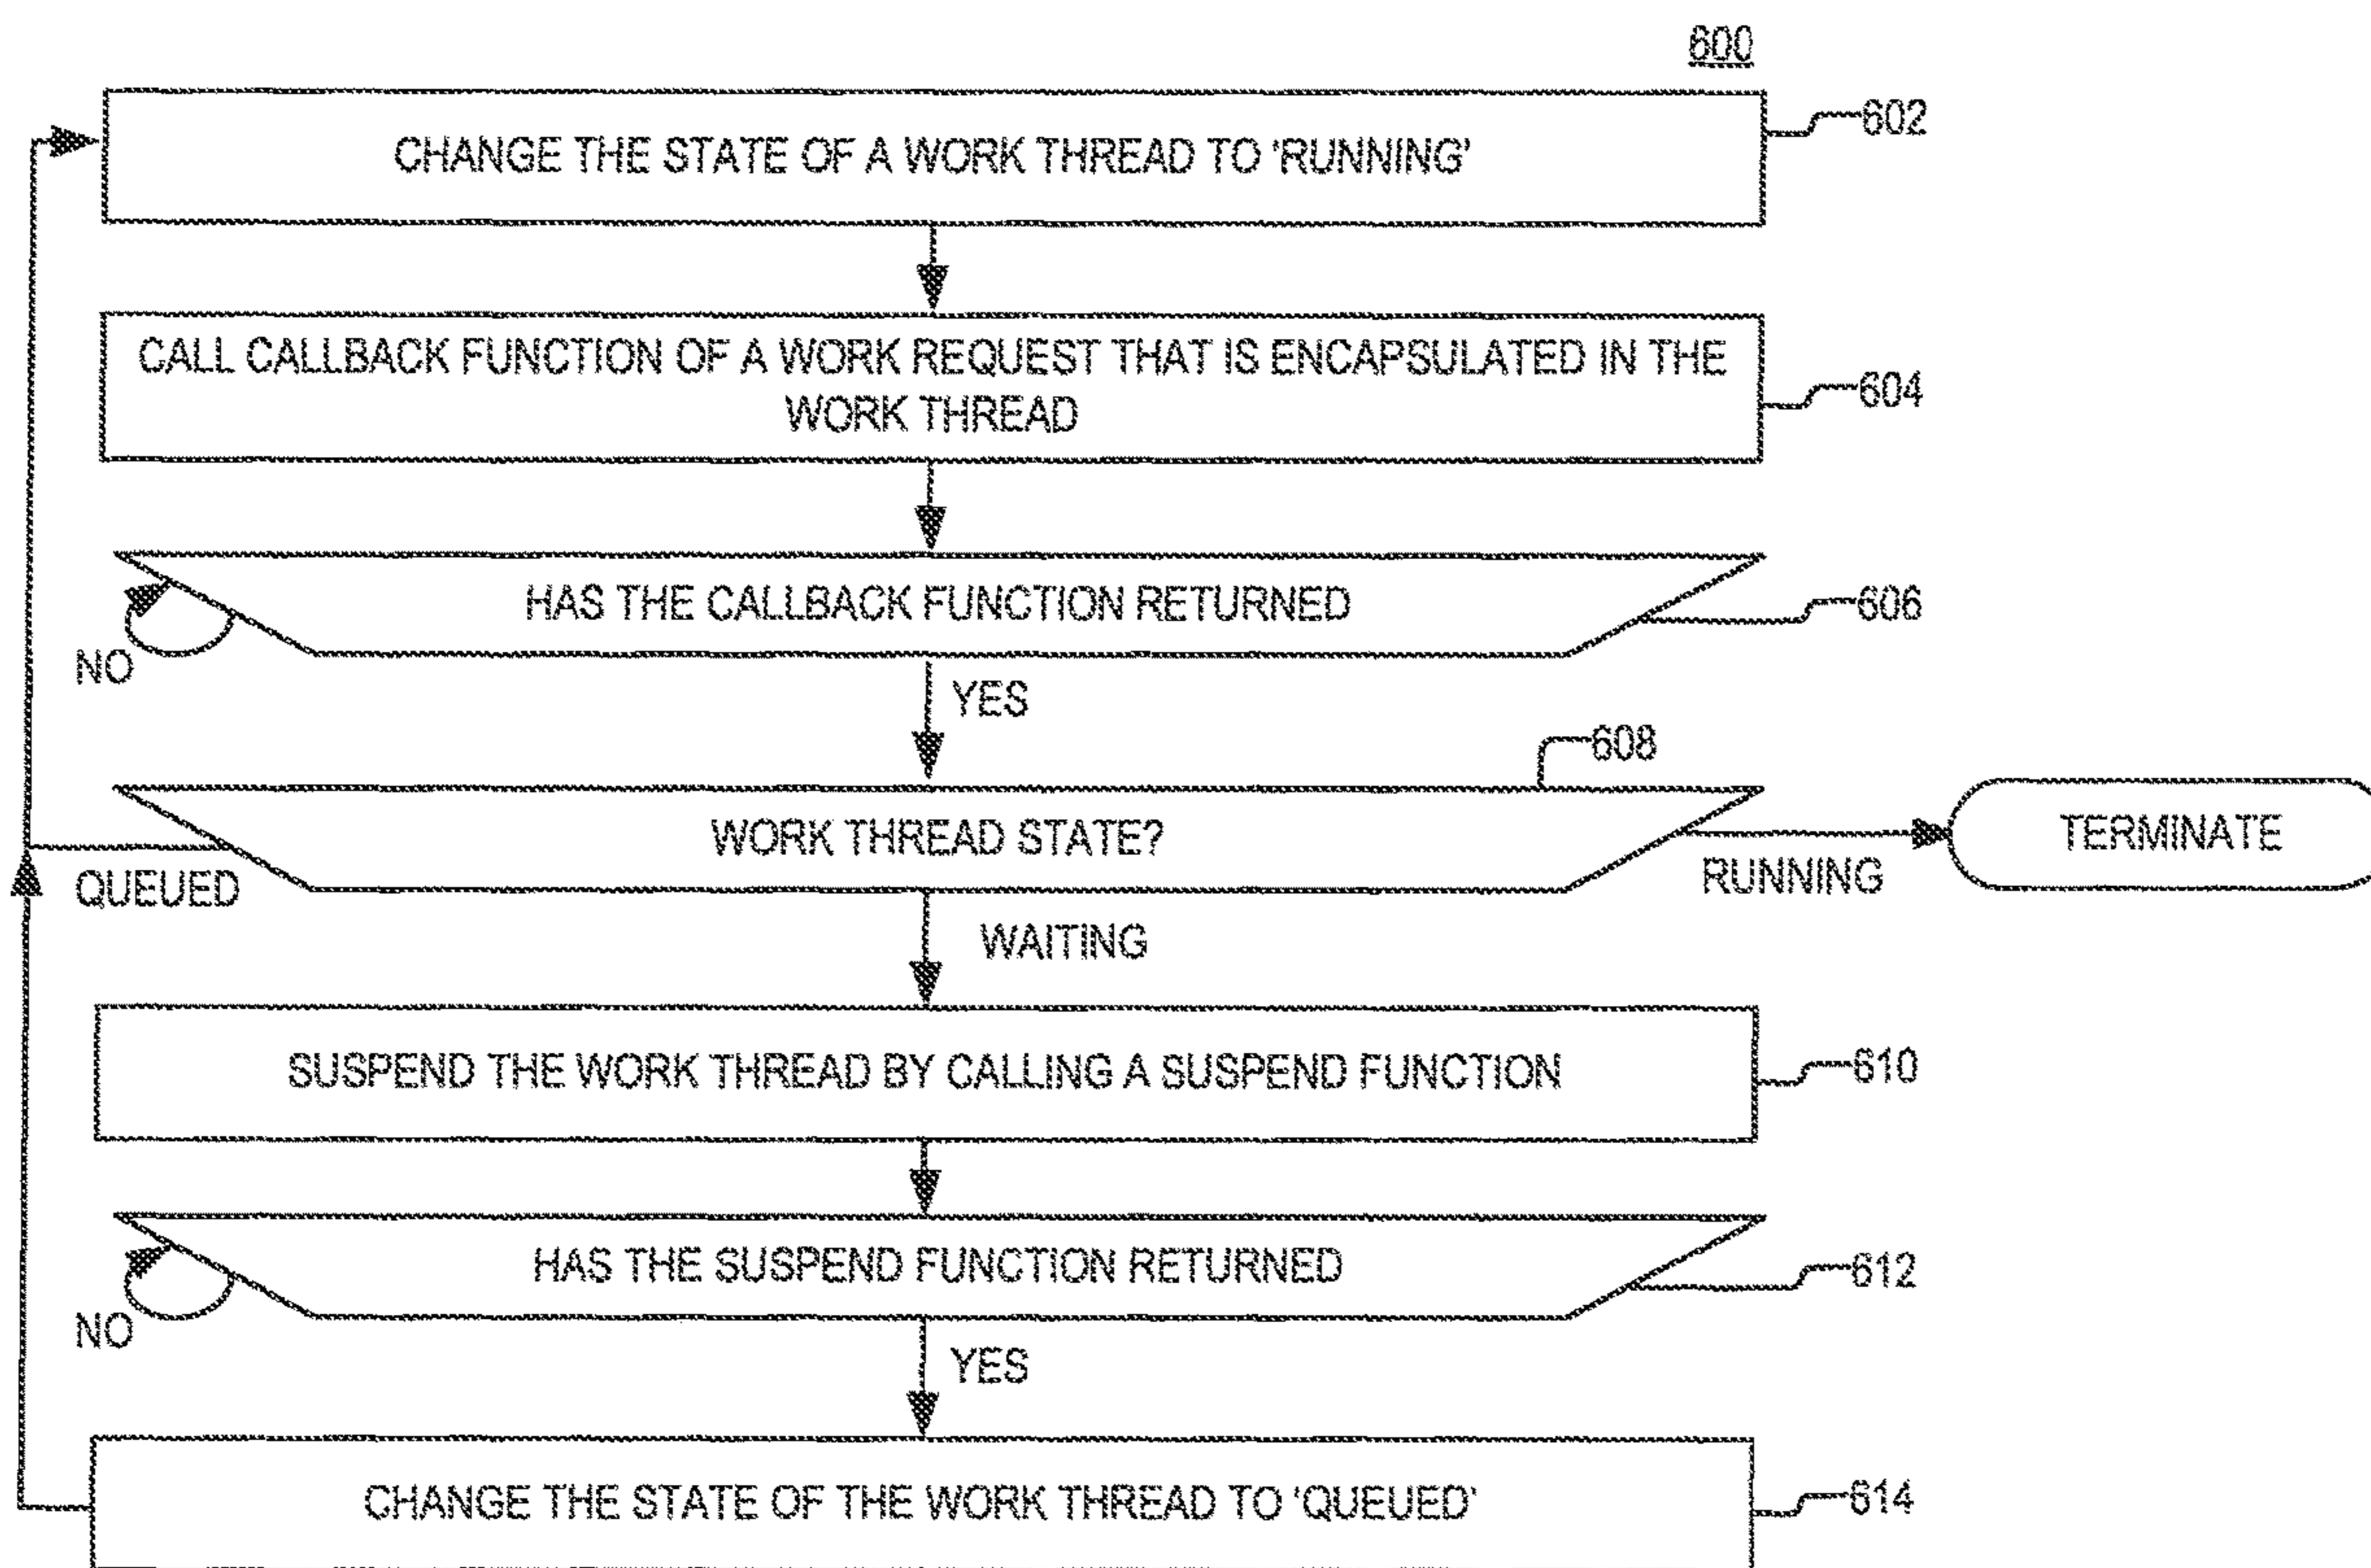 600
CHANGE THE STATE OF A WORK THREAD TO 'RUNNING'
602
CALL CALLBACK FUNCTION OF A WORK REQUEST THAT IS ENCAPSULATED IN THE
WORK THREAD
604
HAS THE CALLBACK FUNCTION RETURNED
606
NO
YES
608
WORK THREAD STATE?
TERMINATE
QUEUED
RUNNING
WAITING
SUSPEND THE WORK THREAD BY CALLING A SUSPEND FUNCTION
610
HAS THE SUSPEND FUNCTION RETURNED
612
NO
YES
CHANGE THE STATE OF THE WORK THREAD TO 'QUEUED'
614